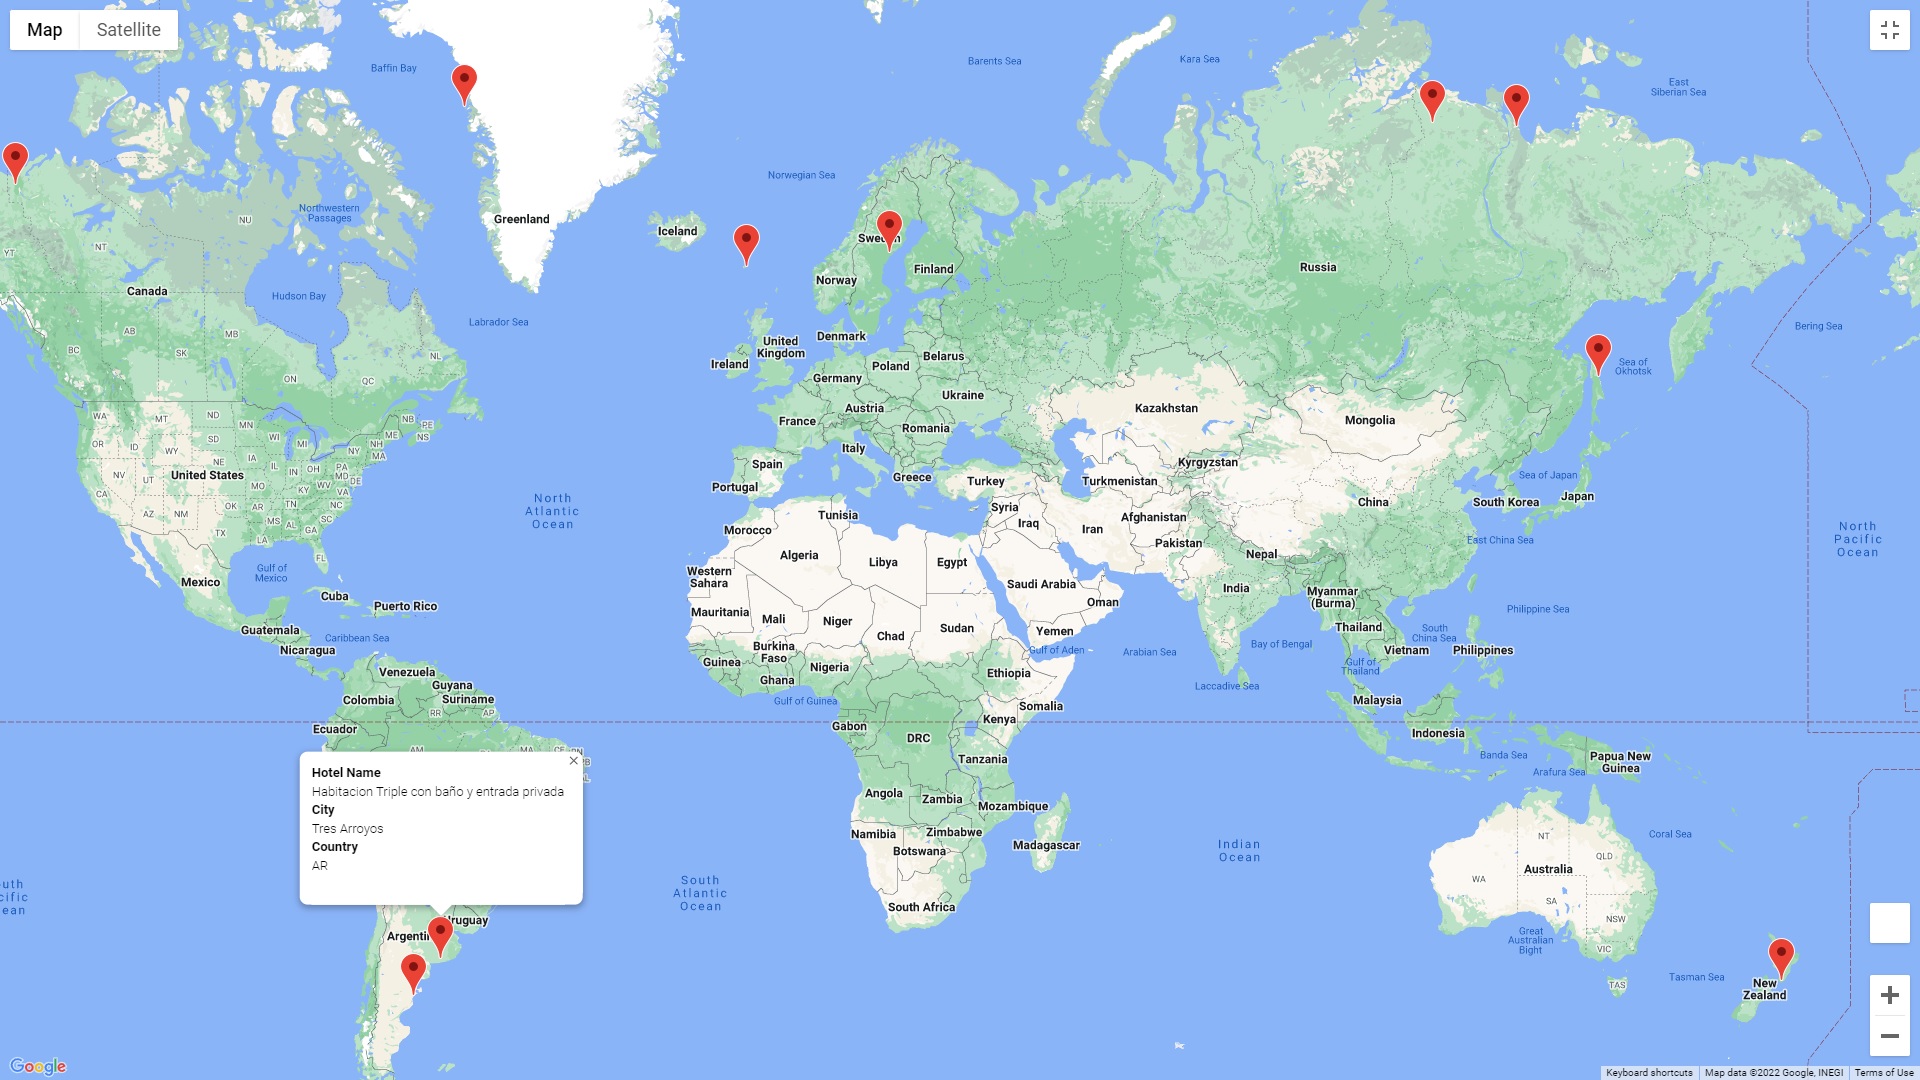 Map
Satellite
Baffin Bay
Barents Sea
Kara Sea
East
Siberian Sea
Norwegian Sea
Northwestern
Passages
NU
Greenland
Iceland
Sweden
YT
NT
Finland
Norway
Russia
Canada
Hudson Bay
Labrador Sea
Bering Sea
AB
MB
BC
SK
NL
ON
QC
United
Kingdom
Denmark
Ireland
Belarus
Poland
Germany
Sea of
Okhotsk
Ukraine
Austria
France
Romania
Kazakhstan
Mongolia
WA
MT
ND
MN
NB
PE
NS
ME
OR
ID
SD
WI
MI
NH
MA
NY
WY
NE
IA
IL
IN
OH
PA
MD
DE
NV
UT
United States
MO
KY
WV
VA
CA
OK
AR
TN
NC
AZ
NM
MS
AL
SC
GA
TX
LA
FL
Italy
Spain
Portugal
Greece
Turkey
Kyrgyzstan
Turkmenistan
China
Sea of Japan
South Korea
Japan
North
Atlantic
Ocean
North
Pacific
Ocean
Tunisia
Syria
Iraq
Iran
Afghanistan
Pakistan
Morocco
Algeria
Libya
Egypt
Nepal
East China Sea
Gulf of
Mexico
Mexico
Western
Sahara
Saudi Arabia
India
Myanmar
(Burma)
Cuba
Puerto Rico
Oman
Mauritania
Mali
Niger
Chad
Sudan
Yemen
Thailand
Philippine Sea
Guatemala
Caribbean Sea
Nicaragua
Burkina
Faso
Gulf of Aden
Arabian Sea
Bay of Bengal
South
China Sea
Vietnam
Philippines
Guinea
Nigeria
Ghana
Ethiopia
Gulf of
Thailand
Venezuela
Guyana
Suriname
Colombia
RR
AP
Gulf of Guinea
Laccadive Sea
Malaysia
Somalia
Ecuador
Gabon
Kenya
DRC
Indonesia
AM
MA
CE
RN
PB
Tanzania
Banda Sea
Papua New
Guinea
Arafura Sea
Hotel Name
Habitacion Triple con baño y entrada privada
City
Tres Arroyos
Country
AR
Angola
Zambia
Mozambique
Namibia
Zimbabwe
Botswana
Madagascar
Indian
Ocean
Coral Sea
NT
QLD
Australia
WA
SA
NSW
VIC
TAS
South
Atlantic
Ocean
South Africa
uth
cific
ean
Uruguay
Argentin
Great
Australian
Bight
Tasman Sea
New
Zealand
Google
Keyboard shortcuts
Map data ©2022 Google, INEGI
Terms of Use